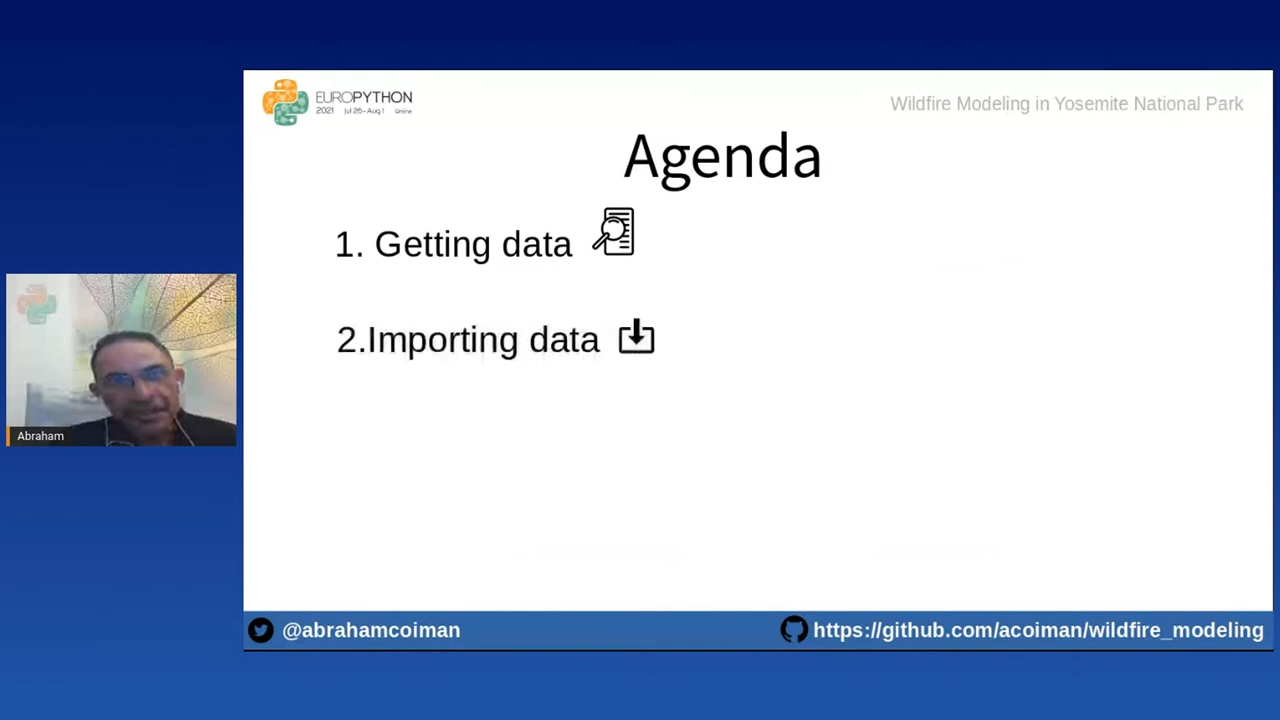 EUROPYTHON
2021 Jul 26-Aug 1 Online
Wildfire Modeling in Yosemite National Park
Agenda
1. Getting data
2.Importing data
Abraham
@abrahamcoiman
https://github.com/acoiman/wildfire_modeling